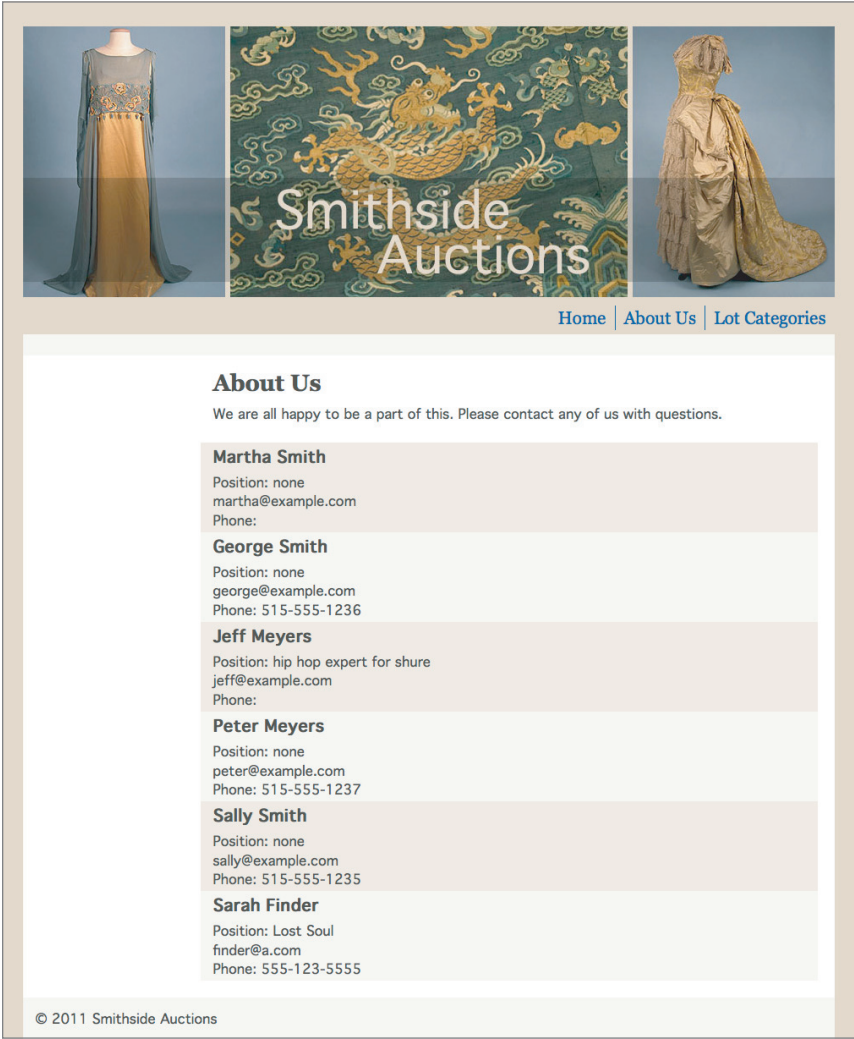 Smithside
Auctions
Home
About Us
Lot Categories
About Us
We are all happy to be a part of this. Please contact any of us with questions.
Martha Smith
Position: none
martha@example.com
Phone:
George Smith
Position: none
george@example.com
Phone: 515-555-1236
Jeff Meyers
Position: hip hop expert for shure
jeff@example.com
Phone:
Peter Meyers
Position: none
peter@example.com
Phone: 515-555-1237
Sally Smith
Position: none
sally@example.com
Phone: 515-555-1235
Sarah Finder
Position: Lost Soul
finder@a.com
Phone: 555-123-5555
© 2011 Smithside Auctions